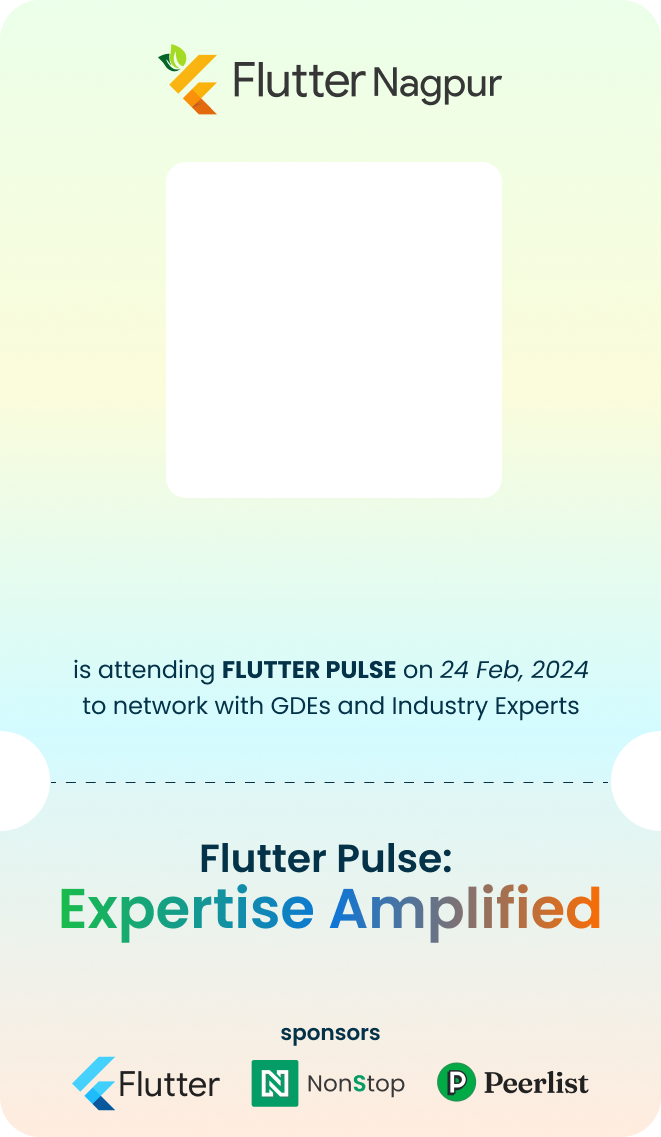 Flutter Nagpur
is attending FLUTTER PULSE on 24 Feb, 2024
to network with GDEs and Industry Experts
Flutter Pulse:
Expertise Amplified
sponsors
Flutter NonStop Peerlist